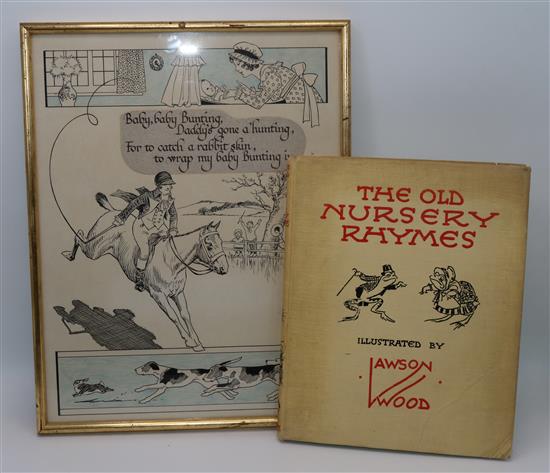 Baby, baby Bunting,
Daddy's gone a hunting,
For to catch a rabbit skin,
to wrap my baby Bunting
THE OLD
NURSERY
RHYMES
ILLUSTRATED BY
LAWSON
WOOD